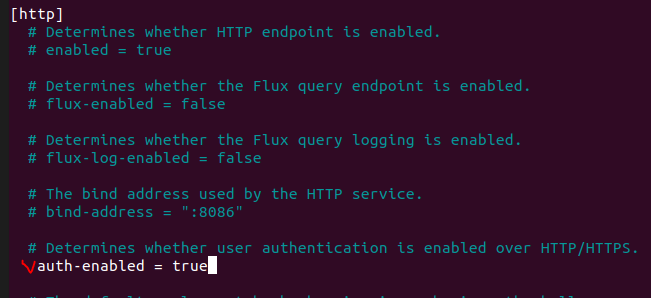 [http]
# Determines whether HTTP endpoint is enabled.
# enabled = true
# Determines whether the Flux query endpoint is enabled.
# flux-enabled = false
# Determines whether the Flux query logging is enabled.
# flux-log-enabled = false
# The bind address used by the HTTP service.
# bind-address = ":8086"
# Determines whether user authentication is enabled over HTTP/HTTPS.
auth-enabled = true